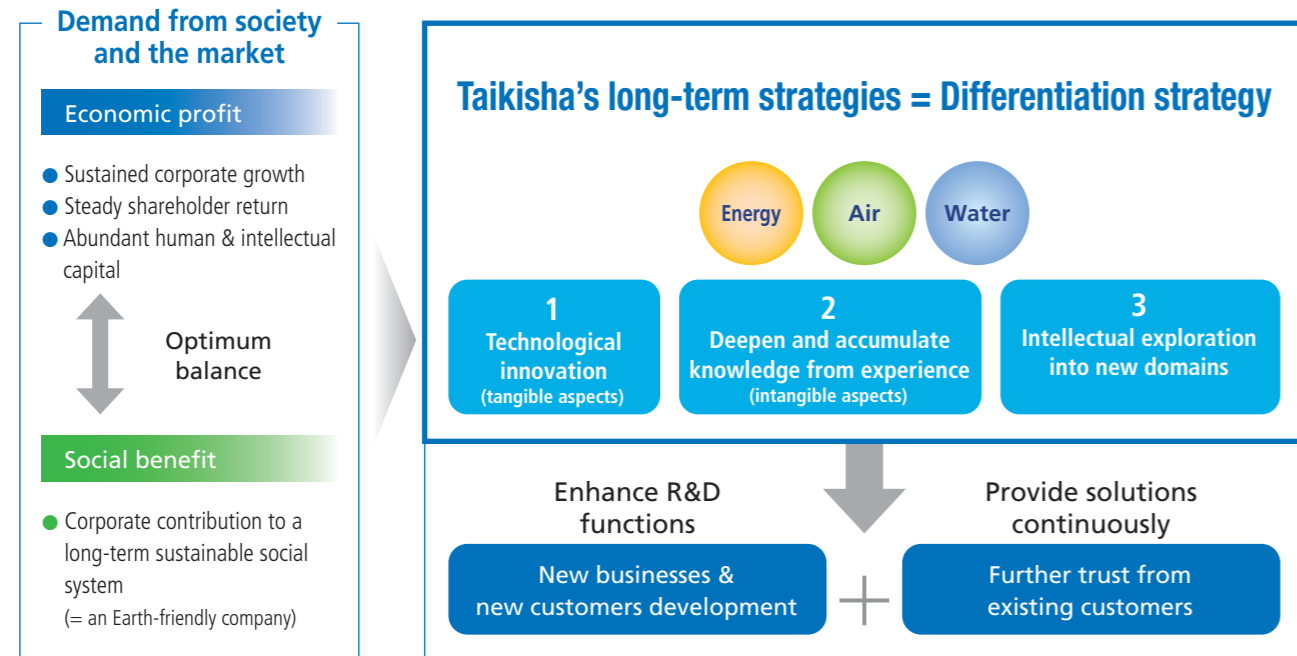 Demand from society
and the market
Economic profit
● Sustained corporate growth
● Steady shareholder return
● Abundant human & intellectual
capital
Optimum
balance
Social benefit
● Corporate contribution to a
long-term sustainable social
system
(= an Earth-friendly company)
Taikisha's long-term strategies = Differentiation strategy
Energy
Air
Water
1
Technological
innovation
(tangible aspects)
2
Deepen and accumulate
knowledge from experience
(intangible aspects)
3
Intellectual exploration
into new domains
Enhance R&D
functions
Provide solutions
continuously
New businesses &
new customers development
+
Further trust from
existing customers